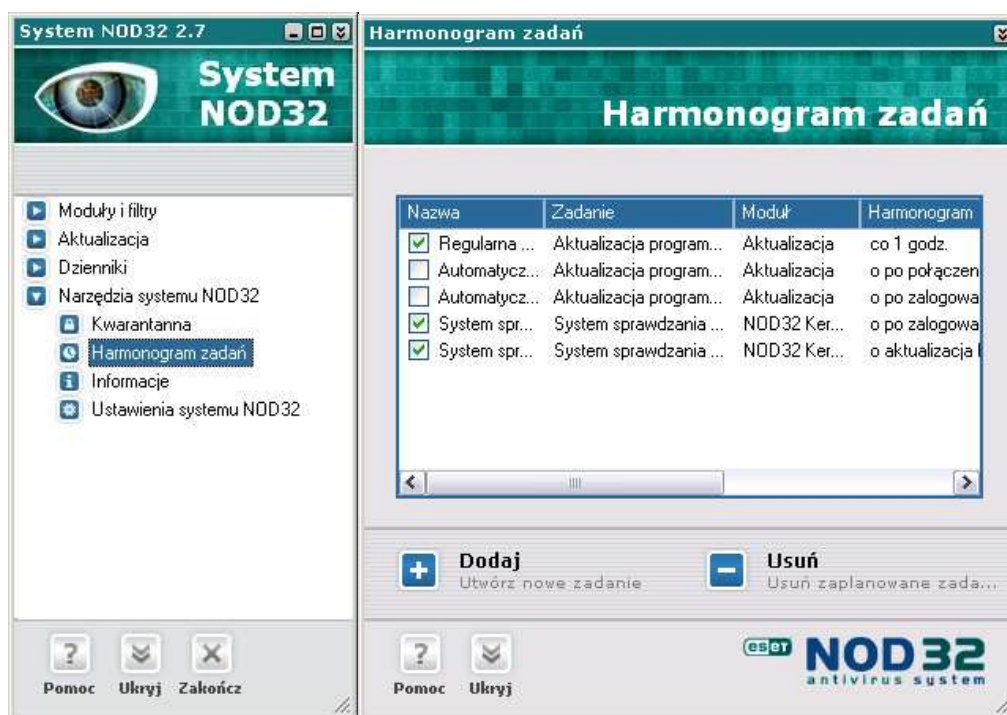 System NOD32 2.7
System
NOD32
Moduły i filtry
Aktualizacja
Dzienniki
Narzędzia systemu NOD32
Kwarantanna
Harmonogram zadań
Informacje
Ustawienia systemu NOD32
Pomoc Ukryj Zakończ
Harmonogram zadań
Harmonogram zadań
Nazwa Zadanie Moduł Harmonogram
Regularna ... Aktualizacja program... Aktualizacja co 1 godz.
Automatycz... Aktualizacja program... Aktualizacja o po połączen
Automatycz... Aktualizacja program... Aktualizacja o po zalogowa
System spr... System sprawdzania ... NOD32 Ker... o po zalogowa
System spr... System sprawdzania ... NOD32 Ker... o aktualizacja
Dodaj
Utwórz nowe zadanie
Usuń
Usuń zaplanowane zada...
Pomoc Ukryj
eset NOD32
antivirus system